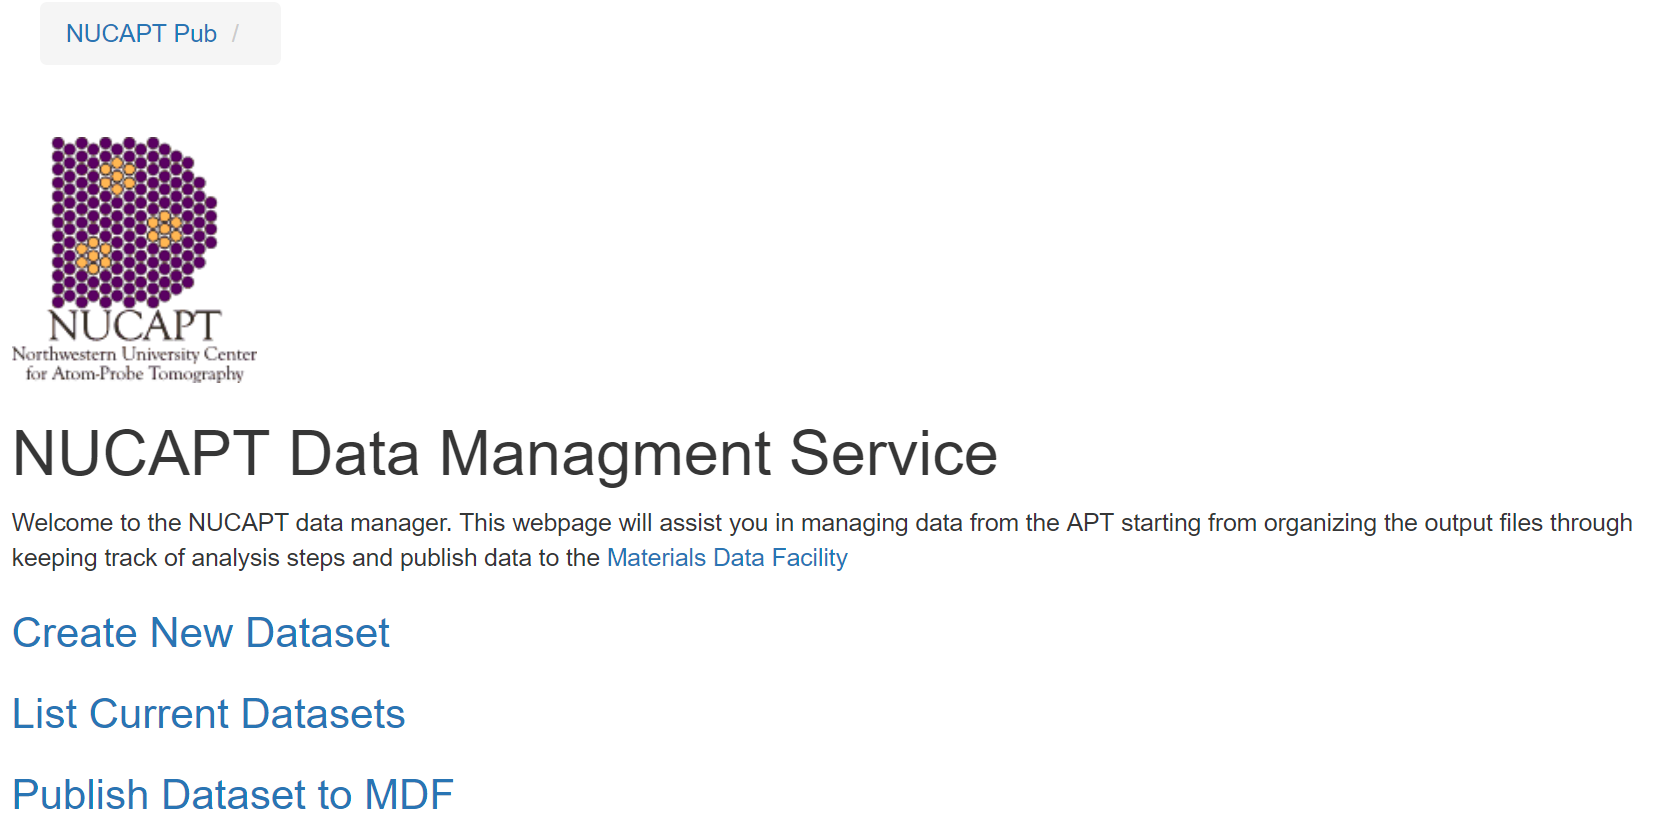 NUCAPT Pub /
NUCAPT
Northwestern University Center
for Atom-Probe Tomography
NUCAPT Data Managment Service
Welcome to the NUCAPT data manager. This webpage will assist you in managing data from the APT starting from organizing the output files through
keeping track of analysis steps and publish data to the Materials Data Facility
Create New Dataset
List Current Datasets
Publish Dataset to MDF